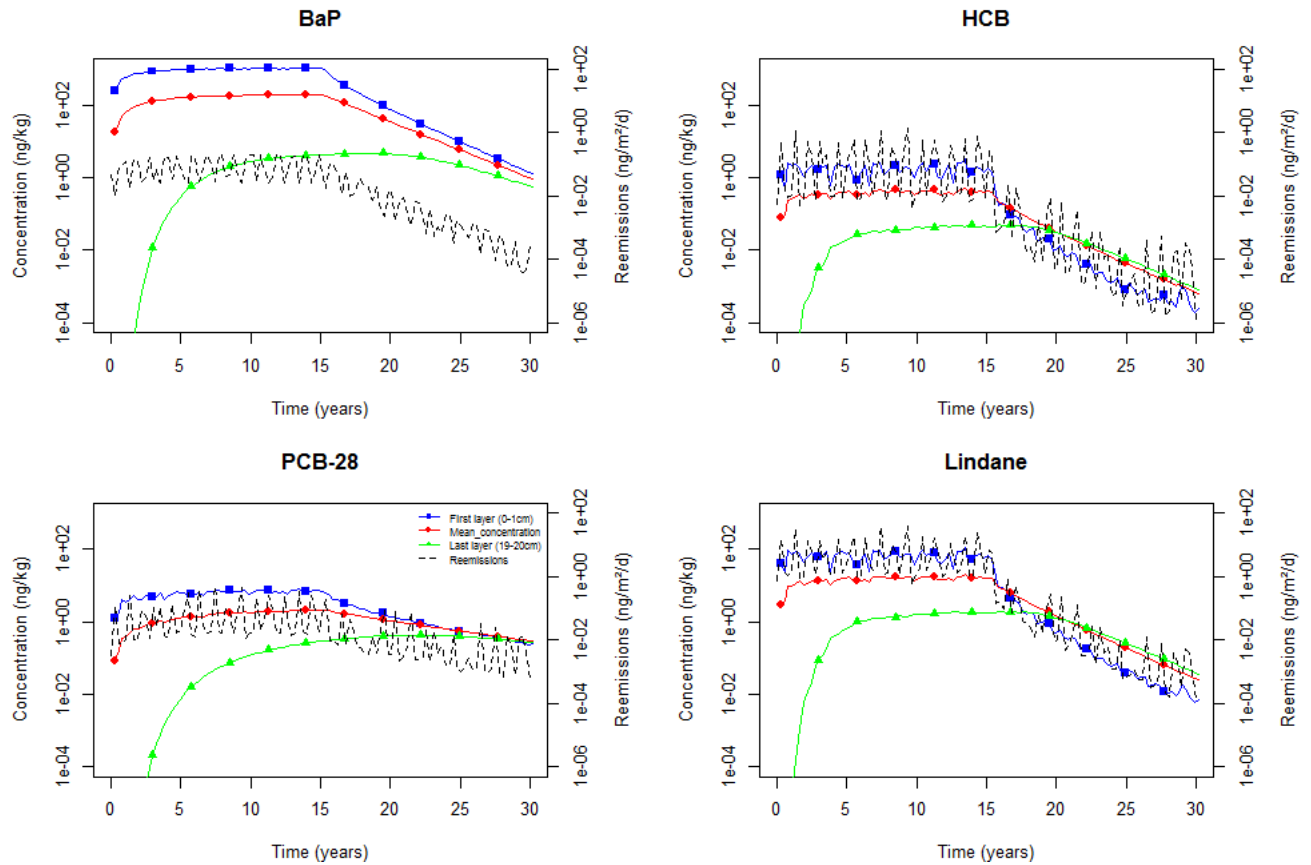 BaP
Concentration (ng/kg)
1e-04 1e-02 1e+00 1e+02
Reemissions (ng/m²/d)
1e-06 1e-04 1e-02 1e+00 1e+02
0 5 10 15 20 25 30
Time (years)
HCB
Concentration (ng/kg)
1e-04 1e-02 1e+00 1e+02
Reemissions (ng/m²/d)
1e-06 1e-04 1e-02 1e+00 1e+02
0 5 10 15 20 25 30
Time (years)
PCB-28
Concentration (ng/kg)
1e-04 1e-02 1e+00 1e+02
First layer (0-1cm)
Mean_concentration
Last layer (19-20cm)
Reemissions
Reemissions (ng/m²/d)
1e-06 1e-04 1e-02 1e+00 1e+02
0 5 10 15 20 25 30
Time (years)
Lindane
Concentration (ng/kg)
1e-04 1e-02 1e+00 1e+02
Reemissions (ng/m²/d)
1e-06 1e-04 1e-02 1e+00 1e+02
0 5 10 15 20 25 30
Time (years)